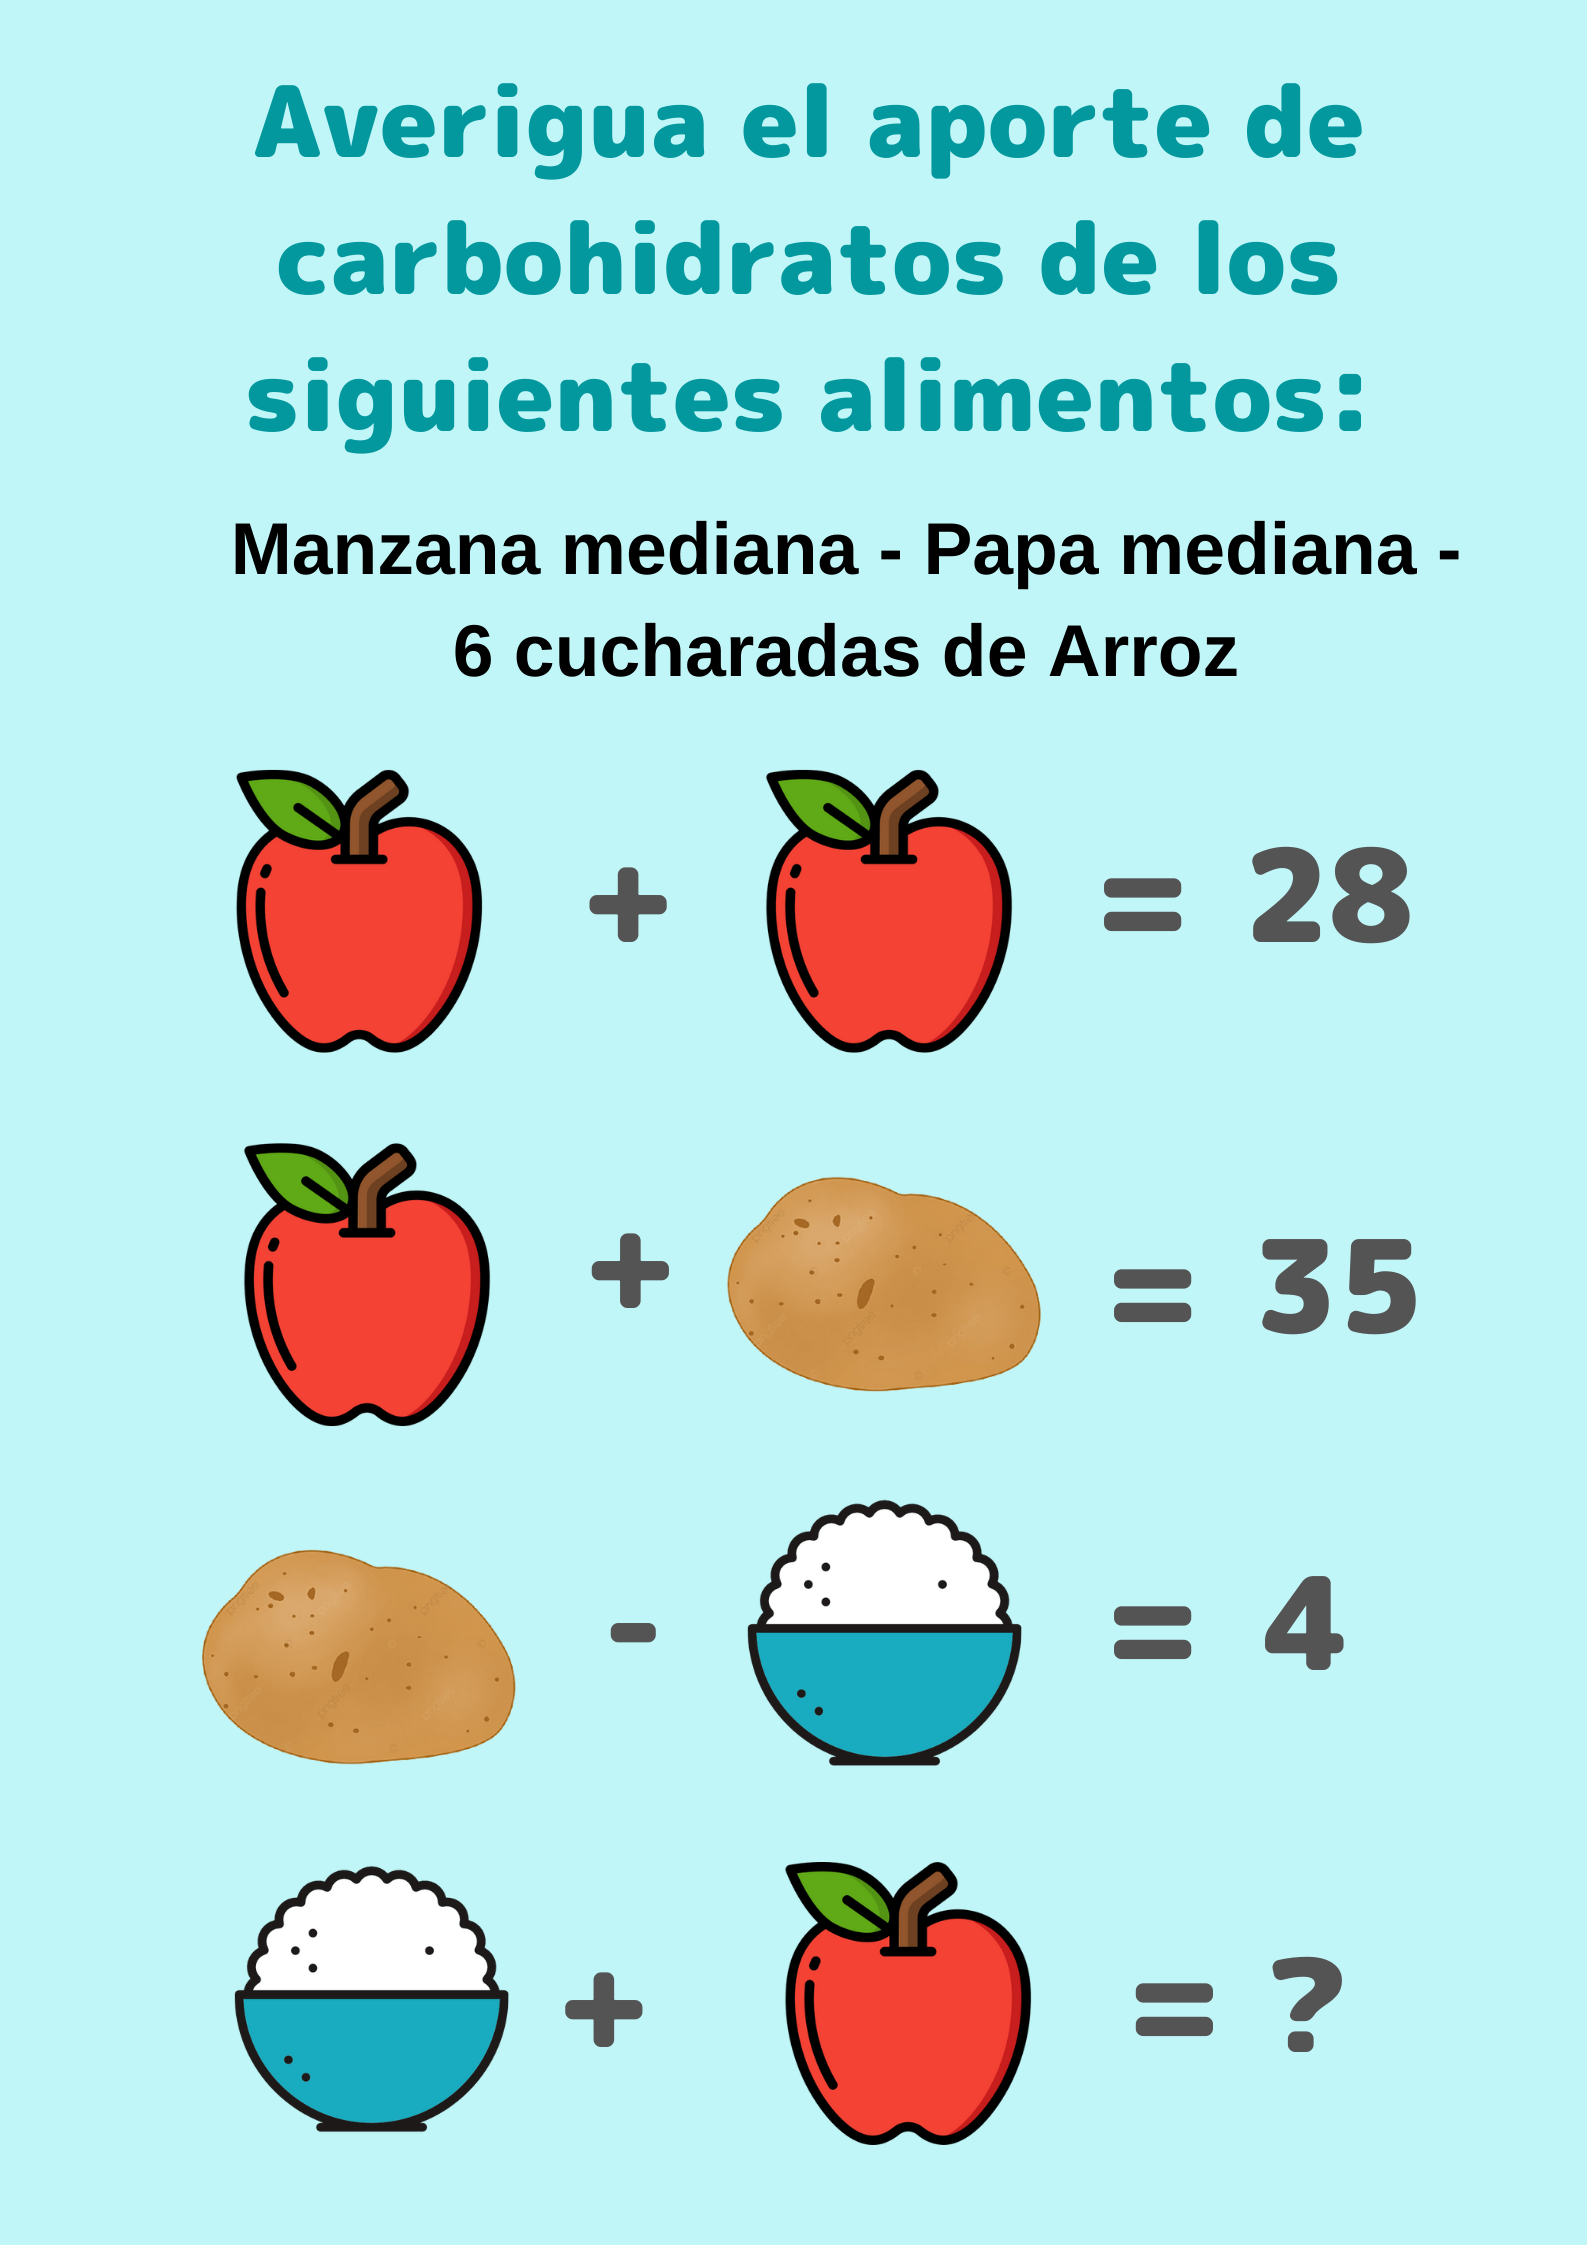 Averigua el aporte de
carbohidratos de los
siguientes alimentos:
Manzana mediana - Papa mediana -
6 cucharadas de Arroz
+ = 28
+ = 35
- = 4
+ = ?